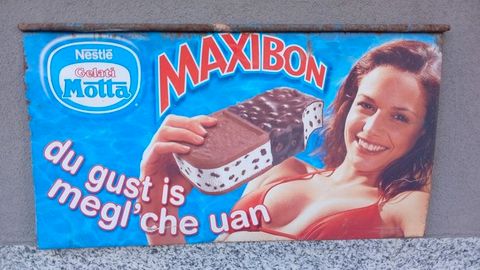 Nestlé
Gelati
Motta
MAXIBON
du gust is
megl'che uan